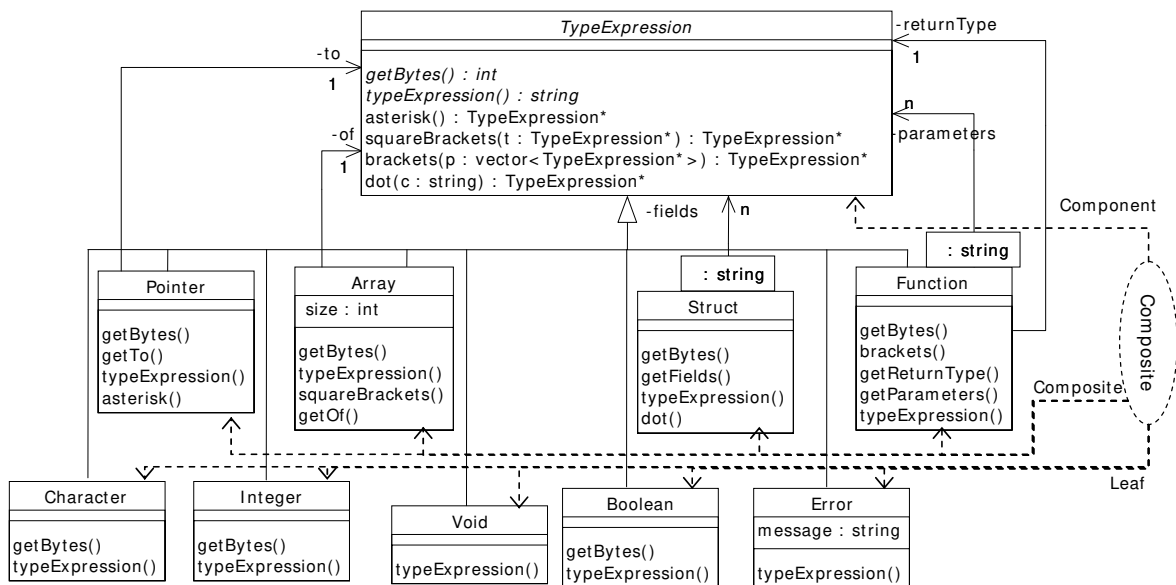 TypeExpression
getBytes() : int
typeExpression() : string
asterisk() : TypeExpression*
squareBrackets(t : TypeExpression*) : TypeExpression*
brackets(p : vector<TypeExpression*>) : TypeExpression*
dot(c : string) : TypeExpression*
-to
1
-of
1
-returnType
1
n
-parameters
-fields
n
Component
: string
: string
Pointer
getBytes()
getTo()
typeExpression()
asterisk()
Array
size : int
getBytes()
typeExpression()
squareBrackets()
getOf()
Struct
getBytes()
getFields()
typeExpression()
dot()
Function
getBytes()
brackets()
getReturnType()
getParameters()
typeExpression()
Composite
Composite
Leaf
Character
getBytes()
typeExpression()
Integer
getBytes()
typeExpression()
Void
typeExpression()
Boolean
getBytes()
typeExpression()
Error
message : string
typeExpression()